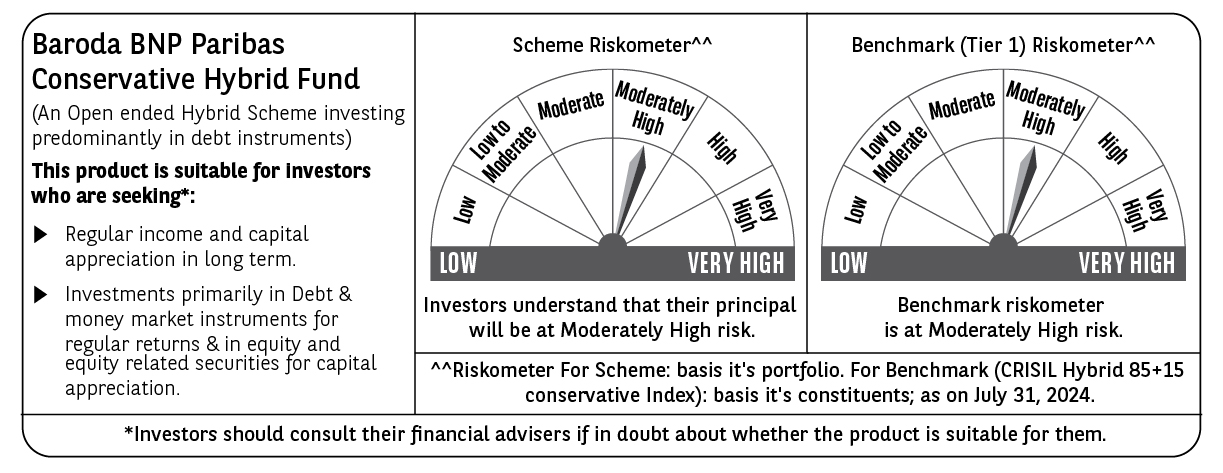 Baroda BNP Paribas
Conservative Hybrid Fund
(An Open ended Hybrid Scheme investing
predominantly in debt instruments)
This product is suitable for investors
who are seeking*:
▶ Regular income and capital
appreciation in long term.
▶ Investments primarily in Debt &
money market instruments for
regular returns & in equity and
equity related securities for capital
appreciation.
Scheme Riskometer^^
Low
Low to
Moderate
Moderate
Moderately
High
High
Very
High
LOW
VERY HIGH
Investors understand that their principal
will be at Moderately High risk.
Benchmark (Tier 1) Riskometer^^
Low
Low to
Moderate
Moderate
Moderately
High
High
Very
High
LOW
VERY HIGH
Benchmark riskometer
is at Moderately High risk.
^^Riskometer For Scheme: basis it's portfolio. For Benchmark (CRISIL Hybrid 85+15
conservative Index): basis it's constituents; as on July 31, 2024.
*Investors should consult their financial advisers if in doubt about whether the product is suitable for them.